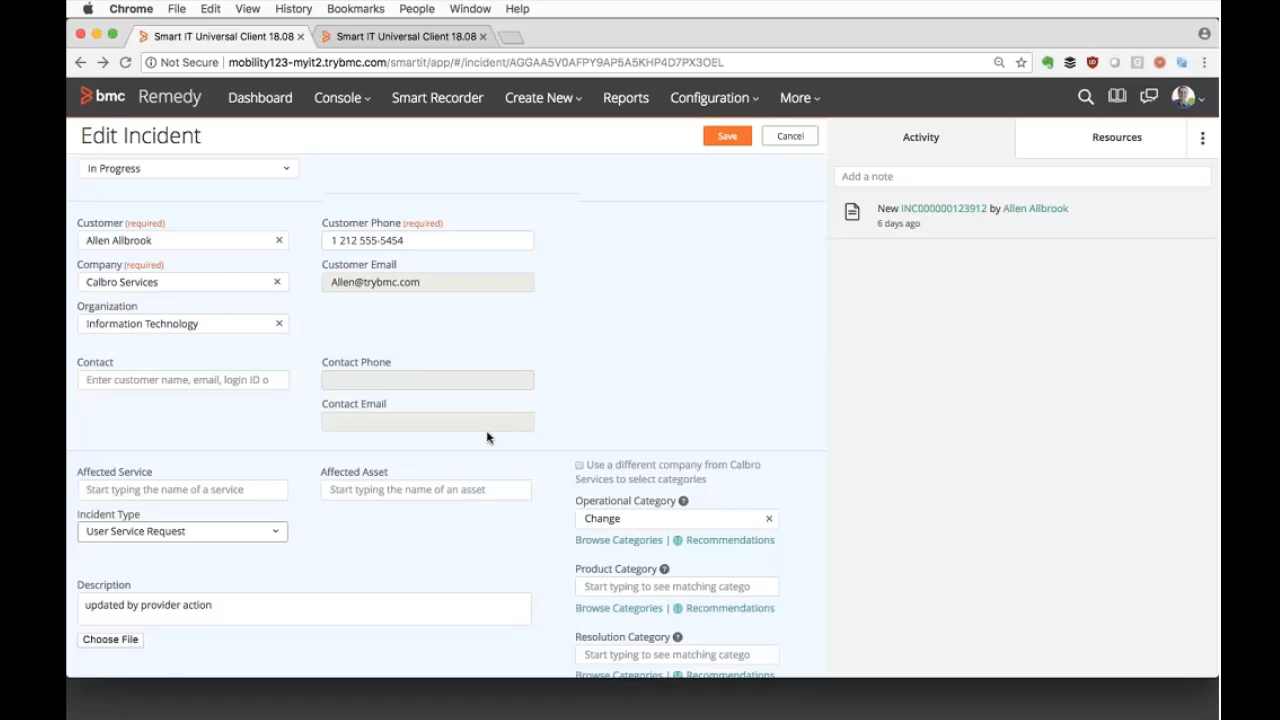 Chrome File Edit View History Bookmarks People Window Help
Smart IT Universal Client 18.08 × Smart IT Universal Client 18.08 ×
Not Secure | mobility123-myit2.trybmc.com/smartit/app/#/incident/AGGAA5V0AFPY9AP5A5KHP4D7PX3OEL
bmc Remedy Dashboard Console Smart Recorder Create New Reports Configuration More
Edit Incident Save Cancel
Activity Resources
In Progress
Add a note
New INC000000123912 by Allen Allbrook
6 days ago
Customer (required) Customer Phone (required)
Allen Allbrook × 1 212 555-5454
Company (required) Customer Email
Calbro Services × Allen@trybmc.com
Organization
Information Technology ×
Contact Contact Phone
Enter customer name, email, login ID o
Contact Email
Affected Service Affected Asset
Start typing the name of a service Start typing the name of an asset
Incident Type
User Service Request
Description
updated by provider action
Choose File
Use a different company from Calbro
Services to select categories
Operational Category ?
Change ×
Browse Categories | Recommendations
Product Category ?
Start typing to see matching catego
Browse Categories | Recommendations
Resolution Category ?
Start typing to see matching catego
Browse Categories | Recommendations